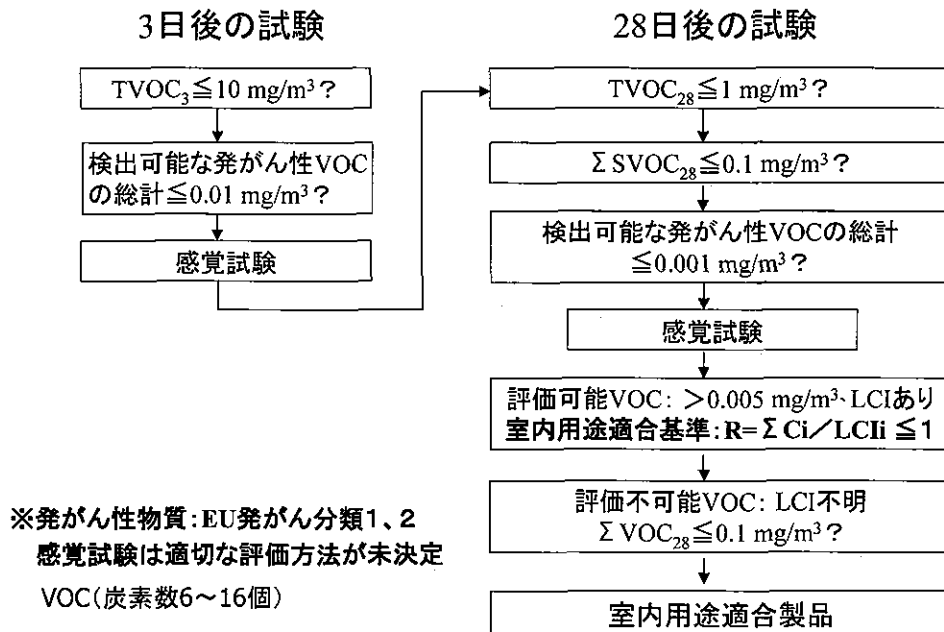 3日後の試験
TVOC₃≦10 mg/m³？
検出可能な発がん性VOC
の総計≦0.01 mg/m³？
感覚試験
28日後の試験
TVOC₂₈≦1 mg/m³？
Σ SVOC₂₈≦0.1 mg/m³？
検出可能な発がん性VOCの総計
≦0.001 mg/m³？
感覚試験
評価可能VOC: ＞0.005 mg/m³、LCIあり
室内用途適合基準:R=Σ Ci／LCIi ≦1
評価不可能VOC: LCI不明
Σ VOC₂₈≦0.1 mg/m³？
室内用途適合製品
※発がん性物質:EU発がん分類1、2
感覚試験は適切な評価方法が未決定
VOC(炭素数6～16個)